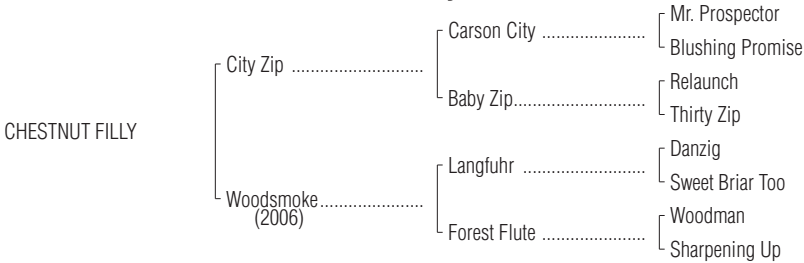 Mr. Prospector
Carson City ......................
Blushing Promise
City Zip ............................
Relaunch
Baby Zip............................
Thirty Zip
CHESTNUT FILLY
Danzig
Langfuhr ..........................
Sweet Briar Too
Woodsmoke......................
(2006)
Woodman
Forest Flute ......................
Sharpening Up